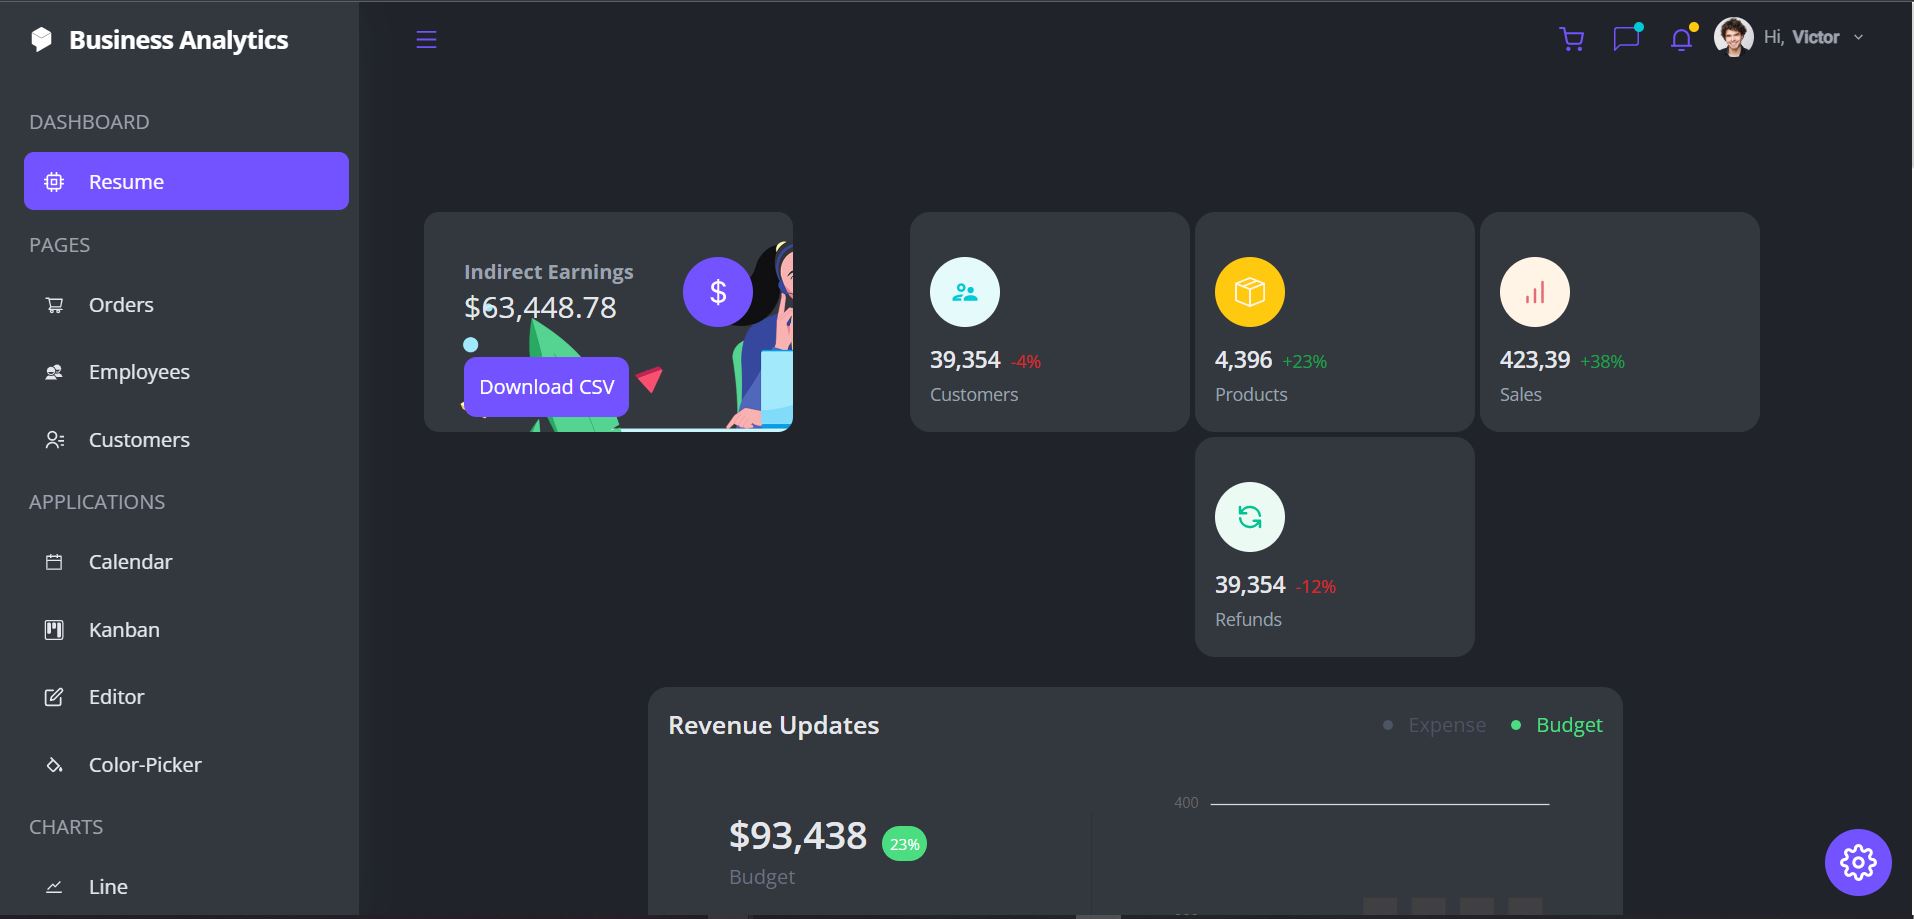 Business Analytics
Hi, Victor
DASHBOARD
Resume
PAGES
Orders
Employees
Customers
APPLICATIONS
Calendar
Kanban
Editor
Color-Picker
CHARTS
Line
Indirect Earnings
$63,448.78
$
Download CSV
39,354 -4%
Customers
4,396 +23%
Products
423,39 +38%
Sales
39,354 -12%
Refunds
Revenue Updates
Expense
Budget
$93,438 23%
Budget
400